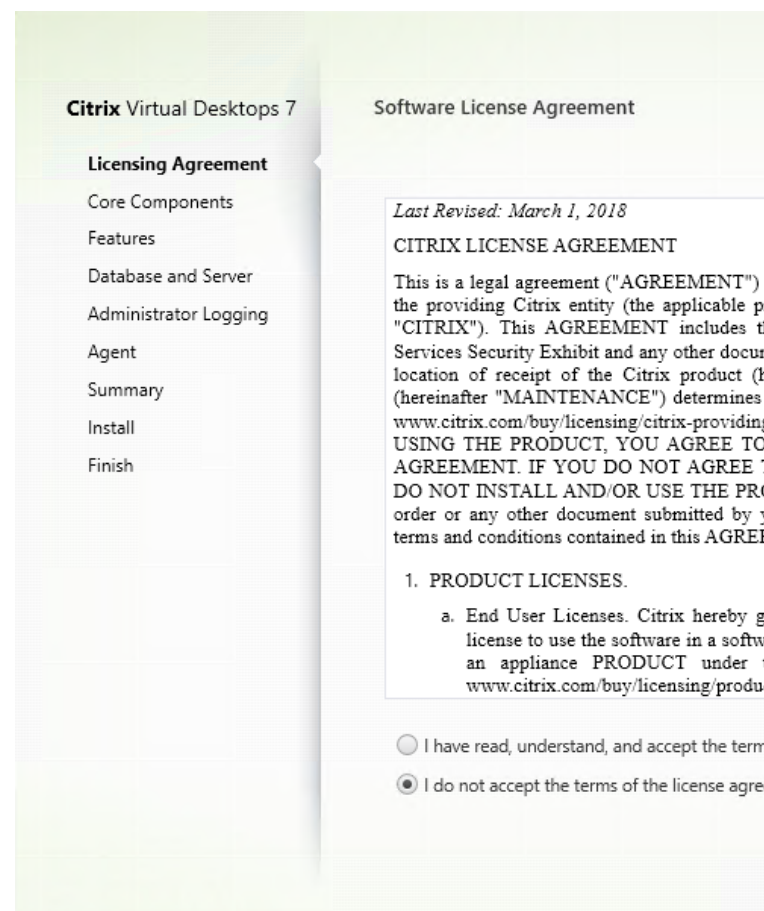 Citrix Virtual Desktops 7
Licensing Agreement
Core Components
Features
Database and Server
Administrator Logging
Agent
Summary
Install
Finish
Software License Agreement
Last Revised: March 1, 2018
CITRIX LICENSE AGREEMENT
This is a legal agreement ("AGREEMENT")
the providing Citrix entity (the applicable
"CITRIX"). This AGREEMENT includes
Services Security Exhibit and any other
location of receipt of the Citrix product
(hereinafter "MAINTENANCE") determines
www.citrix.com/buy/licensing/citrix-providing
USING THE PRODUCT, YOU AGREE TO
AGREEMENT. IF YOU DO NOT AGREE
DO NOT INSTALL AND/OR USE THE
order or any other document submitted by
terms and conditions contained in this
1. PRODUCT LICENSES.
a. End User Licenses. Citrix hereby
license to use the software in a
an appliance PRODUCT under
www.citrix.com/buy/licensing/produ
I have read, understand, and accept the
I do not accept the terms of the license